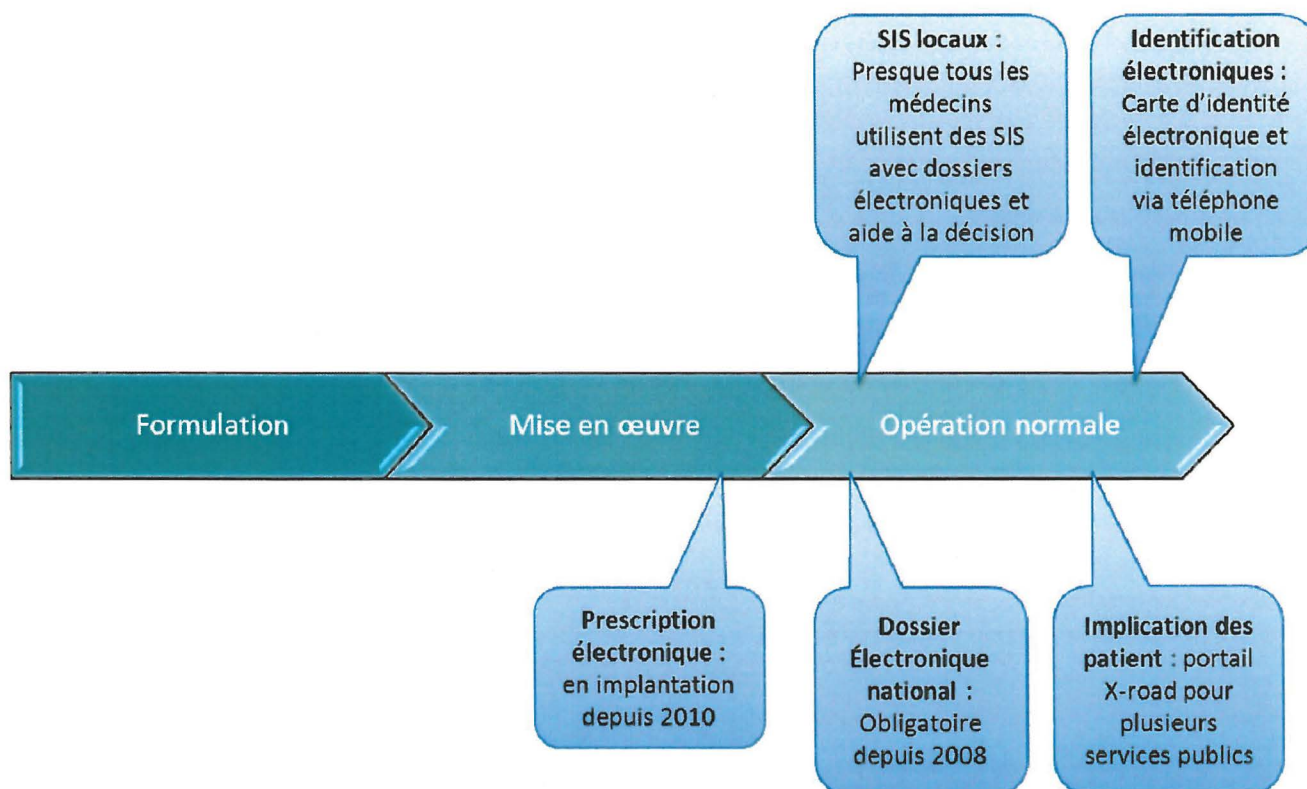 SIS locaux :
Presque tous les
médecins
utilisent des SIS
avec dossiers
électroniques et
aide à la décision
Identification
électroniques :
Carte d'identité
électronique et
identification
via téléphone
mobile
Formulation
Mise en œuvre
Opération normale
Prescription
électronique :
en implantation
depuis 2010
Dossier
Électronique
national :
Obligatoire
depuis 2008
Implication des
patient : portail
X-road pour
plusieurs
services publics